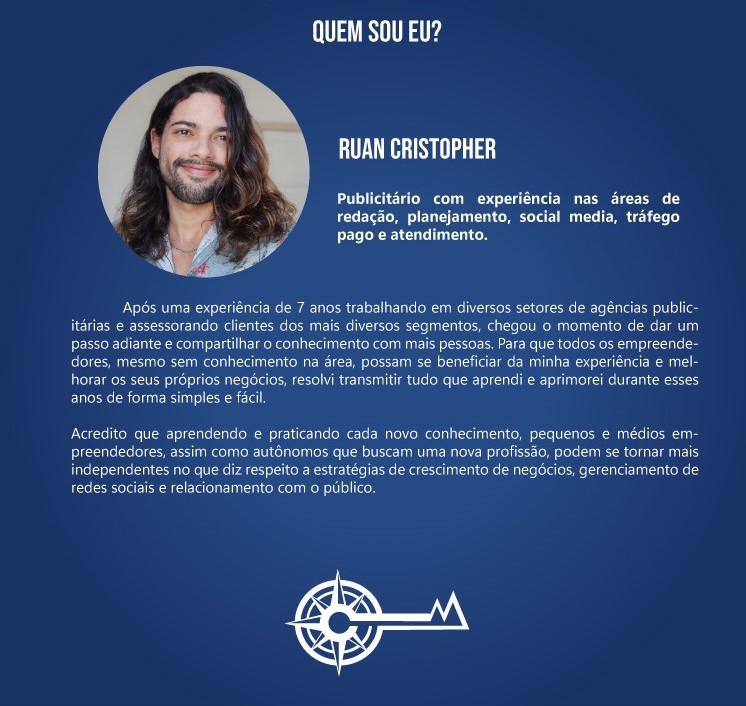 QUEM SOU EU?
RUAN CRISTOPHER
Publicitário com experiência nas áreas de
redação, planejamento, social media, tráfego
pago e atendimento.
Após uma experiência de 7 anos trabalhando em diversos setores de agências public-
itárias e assessorando clientes dos mais diversos segmentos, chegou o momento de dar um
passo adiante e compartilhar o conhecimento com mais pessoas. Para que todos os empreende-
dores, mesmo sem conhecimento na área, possam se beneficiar da minha experiência e mel-
horar os seus próprios negócios, resolvi transmitir tudo que aprendi e aprimorei durante esses
anos de forma simples e fácil.
Acredito que aprendendo e praticando cada novo conhecimento, pequenos e médios em-
preendedores, assim como autônomos que buscam uma nova profissão, podem se tornar mais
independentes no que diz respeito a estratégias de crescimento de negócios, gerenciamento de
redes sociais e relacionamento com o público.